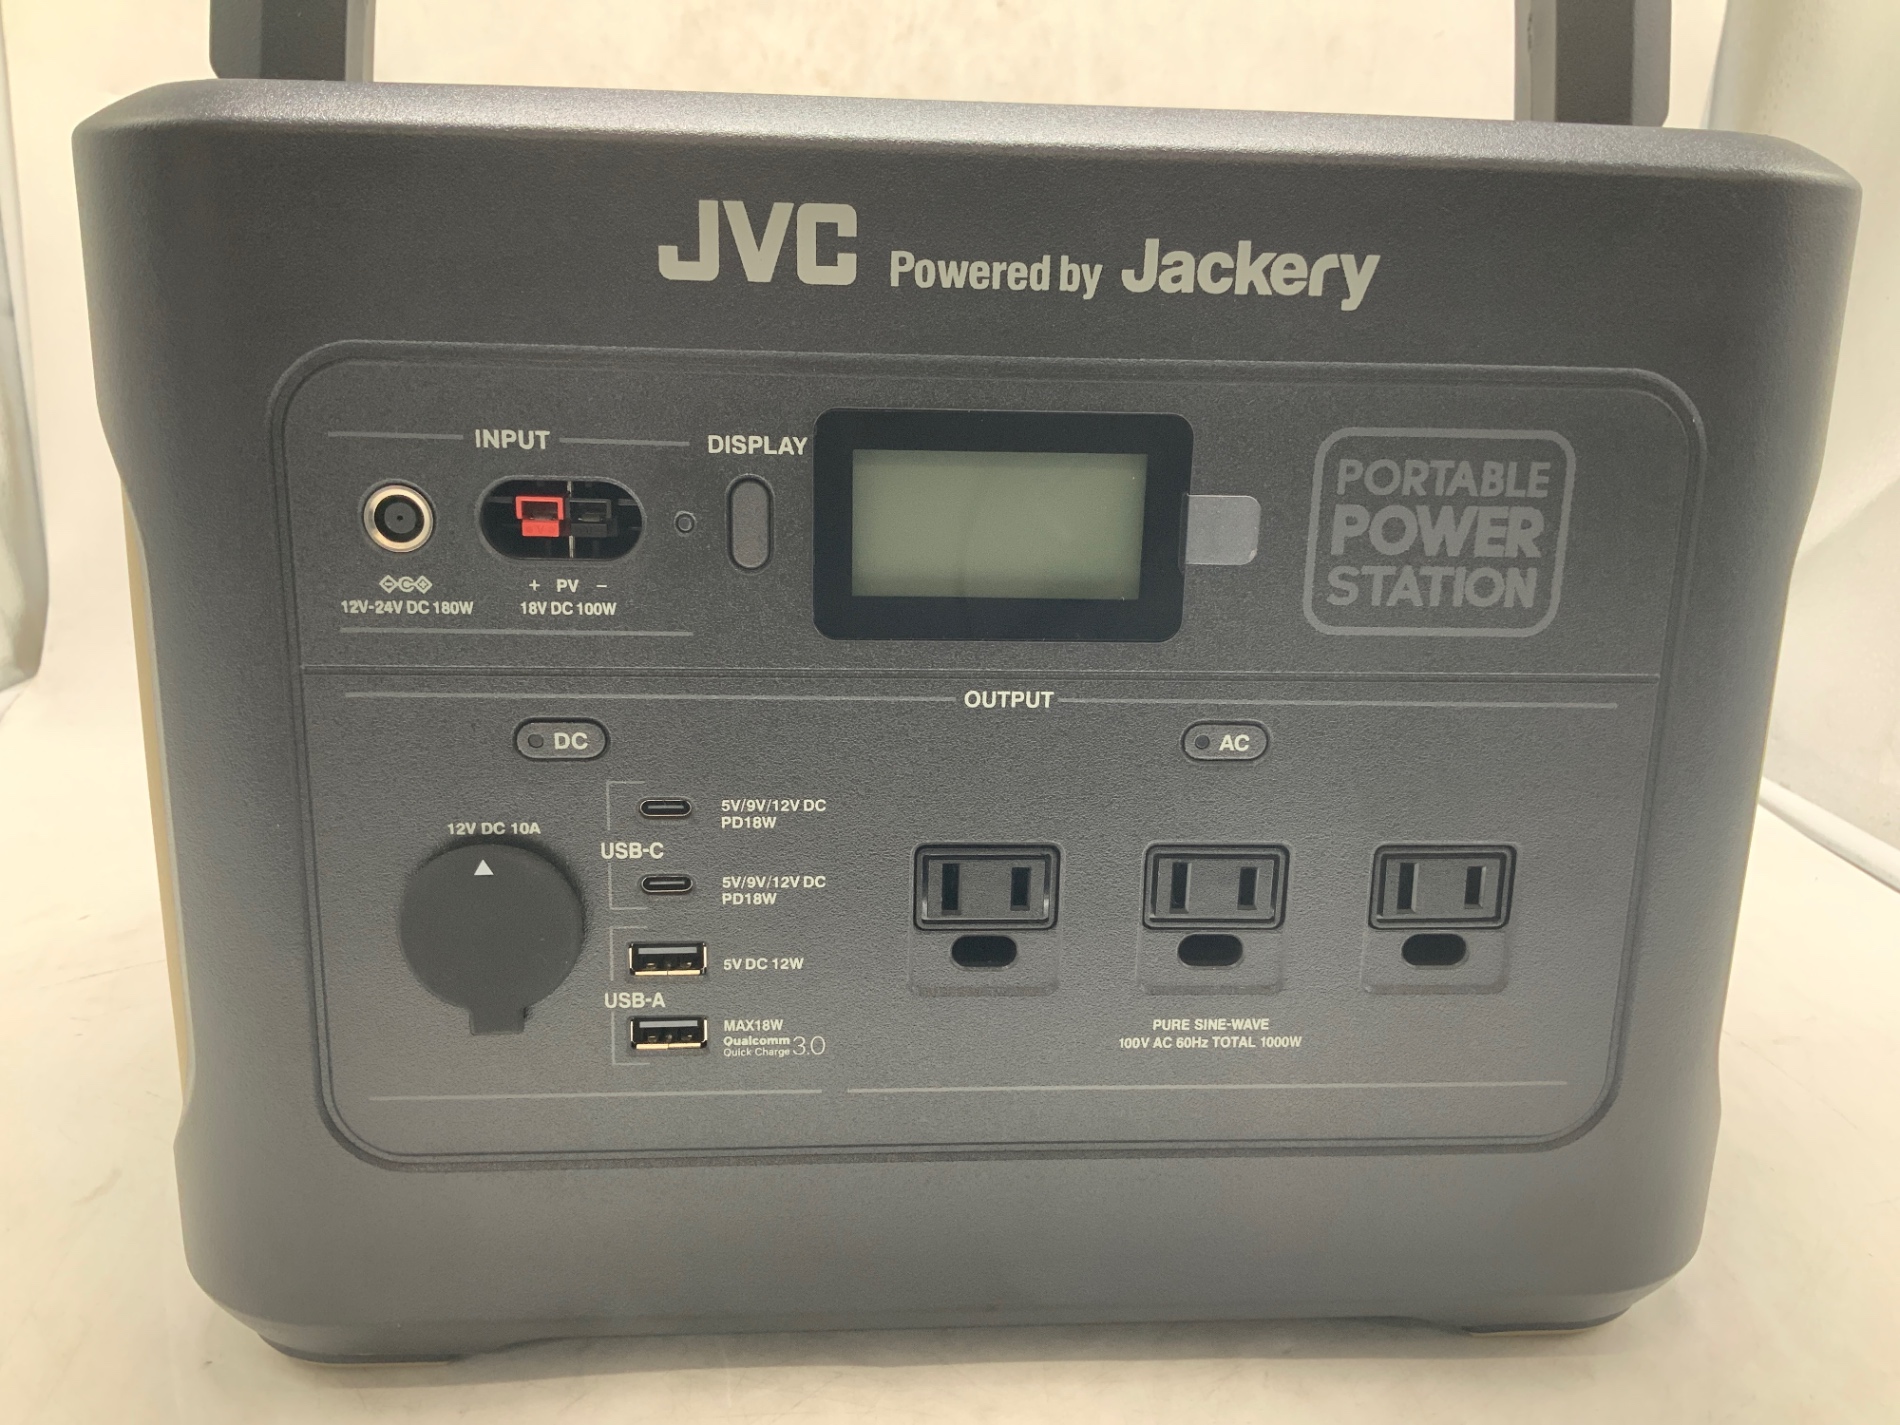 JVC Powered by Jackery
INPUT
DISPLAY
12V-24V DC 180W
+ PV −
18V DC 100W
PORTABLE
POWER
STATION
OUTPUT
DC
AC
12V DC 10A
USB-C
5V/9V/12V DC
PD18W
5V/9V/12V DC
PD18W
USB-A
5V DC 12W
MAX18W
Qualcomm
Quick Charge 3.0
PURE SINE-WAVE
100V AC 60Hz TOTAL 1000W